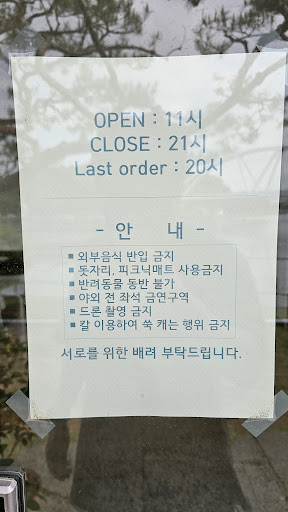 OPEN : 11시
CLOSE : 21시
Last order : 20시
- 안 내 -
▪ 외부음식 반입 금지
▪ 돗자리, 피크닉매트 사용금지
▪ 반려동물 동반 불가
▪ 야외 전 좌석 금연구역
▪ 드론 촬영 금지
▪ 칼 이용하여 쑥 캐는 행위 금지
서로를 위한 배려 부탁드립니다.